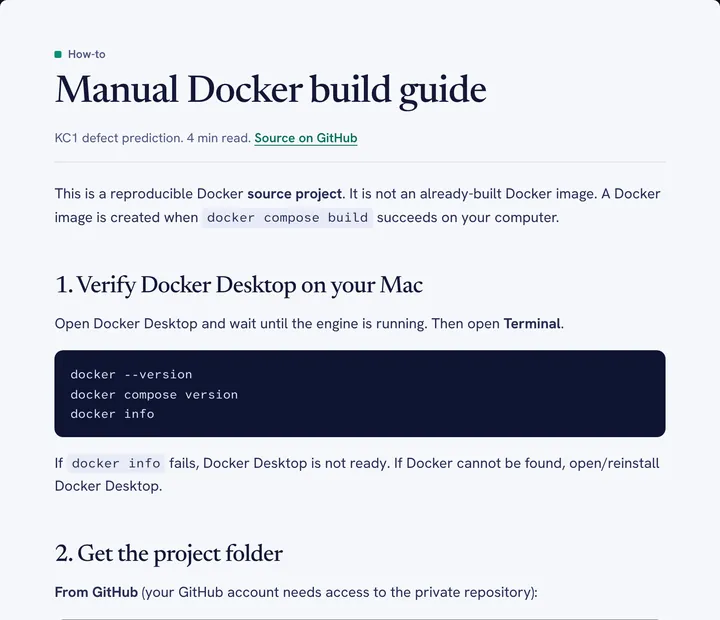 How-to
Manual Docker build guide
KC1 defect prediction. 4 min read. Source on GitHub
This is a reproducible Docker source project. It is not an already-built Docker image. A Docker
image is created when docker compose build succeeds on your computer.
1. Verify Docker Desktop on your Mac
Open Docker Desktop and wait until the engine is running. Then open Terminal.
docker --version
docker compose version
docker info
If docker info fails, Docker Desktop is not ready. If Docker cannot be found, open/reinstall
Docker Desktop.
2. Get the project folder
From GitHub (your GitHub account needs access to the private repository):